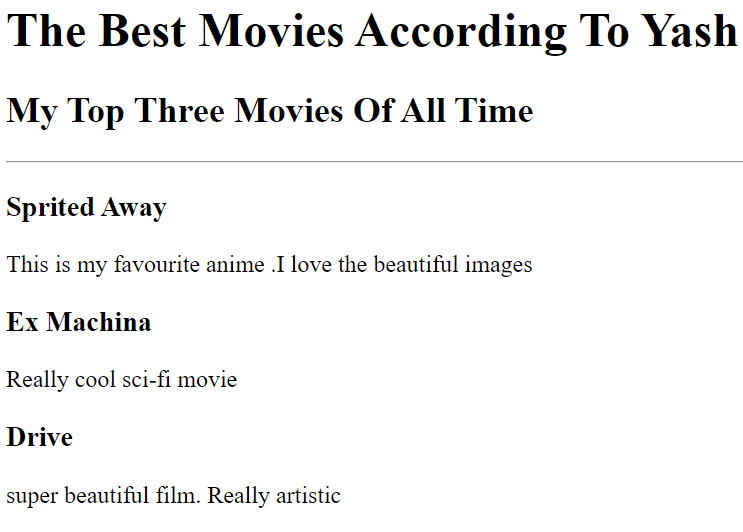 The Best Movies According To Yash
My Top Three Movies Of All Time
Sprited Away
This is my favourite anime .I love the beautiful images
Ex Machina
Really cool sci-fi movie
Drive
super beautiful film. Really artistic